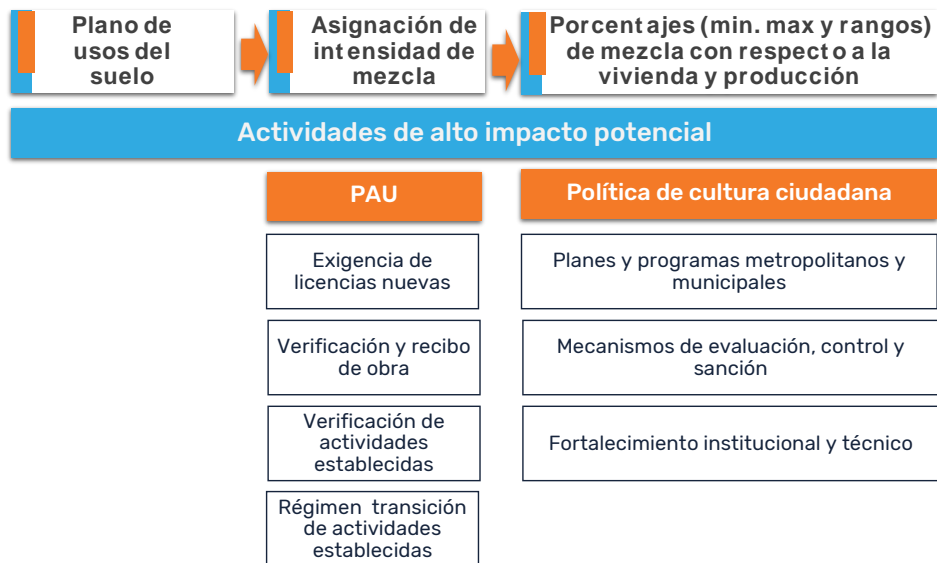 Plano de
usos del
suelo
Asignación de
intensidad de
mezcla
Porcentajes (min. max y rangos)
de mezcla con respecto a la
vivienda y producción
Actividades de alto impacto potencial
PAU
Exigencia de
licencias nuevas
Verificación y recibo
de obra
Verificación de
actividades
establecidas
Régimen transición
de actividades
establecidas
Política de cultura ciudadana
Planes y programas metropolitanos y
municipales
Mecanismos de evaluación, control y
sanción
Fortalecimiento institucional y técnico